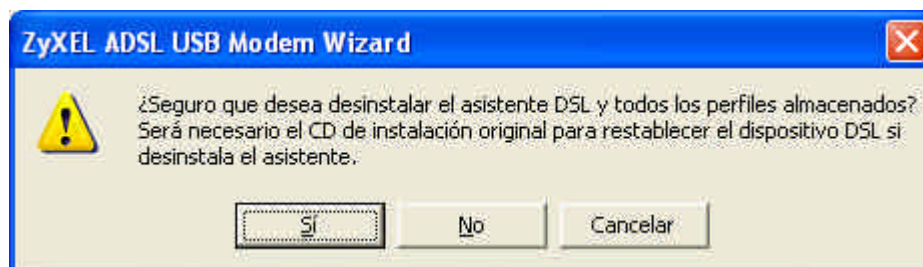 ZyXEL ADSL USB Modem Wizard
¿Seguro que desea desinstalar el asistente DSL y todos los perfiles almacenados?
Será necesario el CD de instalación original para restablecer el dispositivo DSL si
desinstala el asistente.
Sí No Cancelar